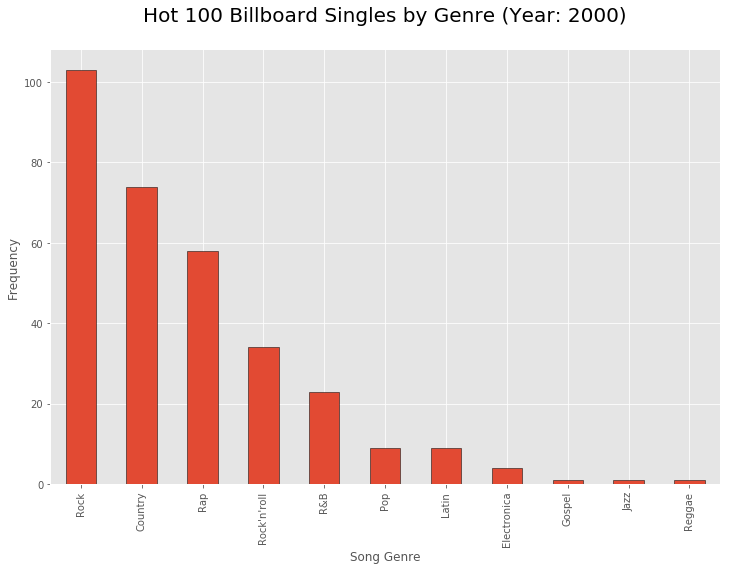 Hot 100 Billboard Singles by Genre (Year: 2000)
100
80
60
40
20
0
Frequency
Rock
Country
Rap
Rock'n'roll
R&B
Pop
Latin
Electronica
Gospel
Jazz
Reggae
Song Genre